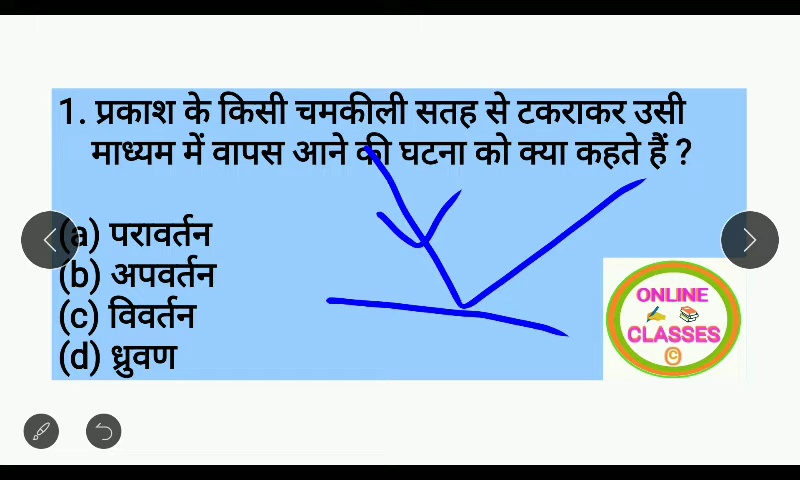 1. प्रकाश के किसी चमकीली सतह से टकराकर उसी
माध्यम में वापस आने की घटना को क्या कहते हैं ?
(a) परावर्तन
(b) अपवर्तन
(c) विवर्तन
(d) ध्रुवण
ONLINE
CLASSES
©